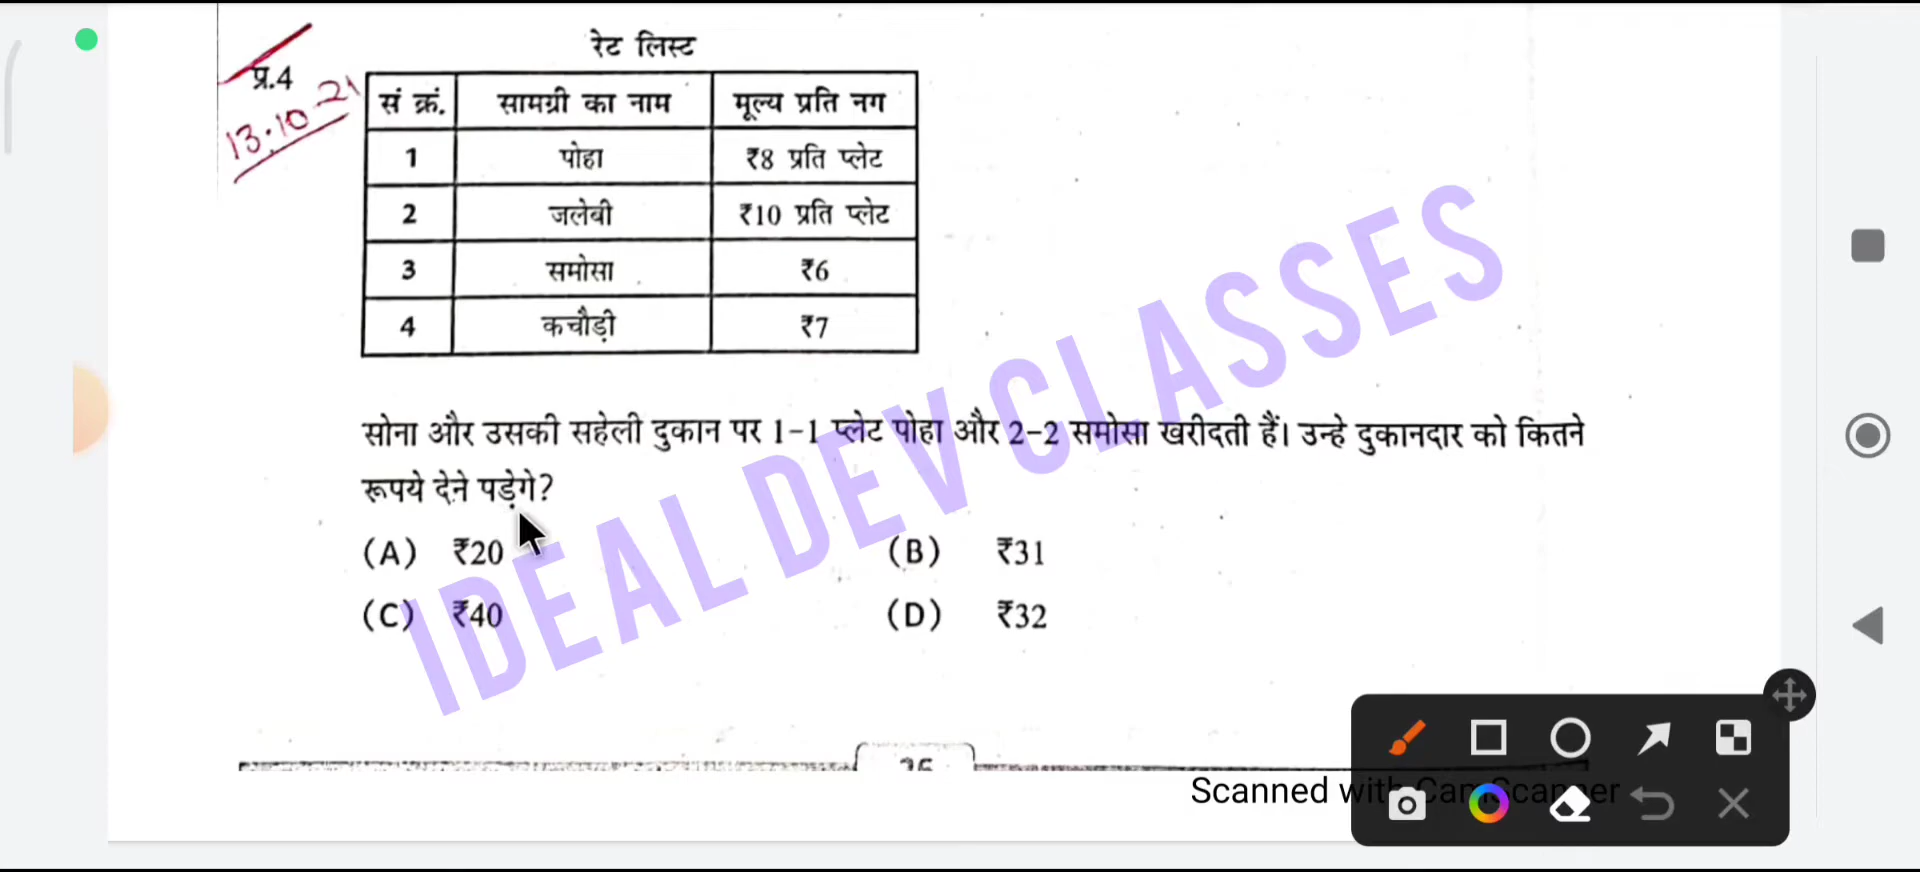 रेट लिस्ट
प्र.4
13.10.21
सं क्रं. सामग्री का नाम मूल्य प्रति नग
1 पोहा ₹8 प्रति प्लेट
2 जलेबी ₹10 प्रति प्लेट
3 समोसा ₹6
4 कचौड़ी ₹7
सोना और उसकी सहेली दुकान पर 1-1 प्लेट पोहा और 2-2 समोसा खरीदती हैं। उन्हे दुकानदार को कितने
रूपये देने पड़ेगे?
(A) ₹20 (B) ₹31
(C) ₹40 (D) ₹32
IDEAL DEV CLASSES
Scanned with CamScanner